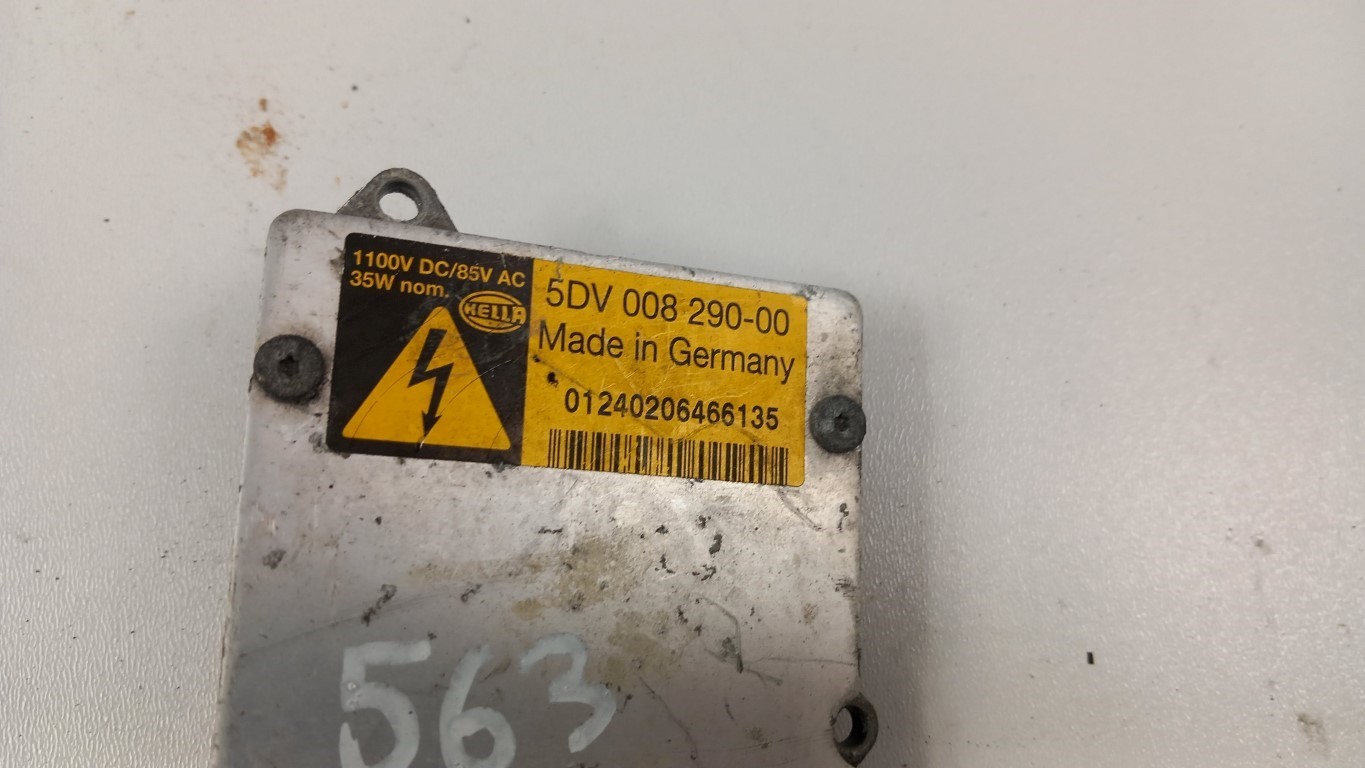 1100V DC/85V AC
35W nom.
HELLA
5DV 008 290-00
Made in Germany
01240206466135
563